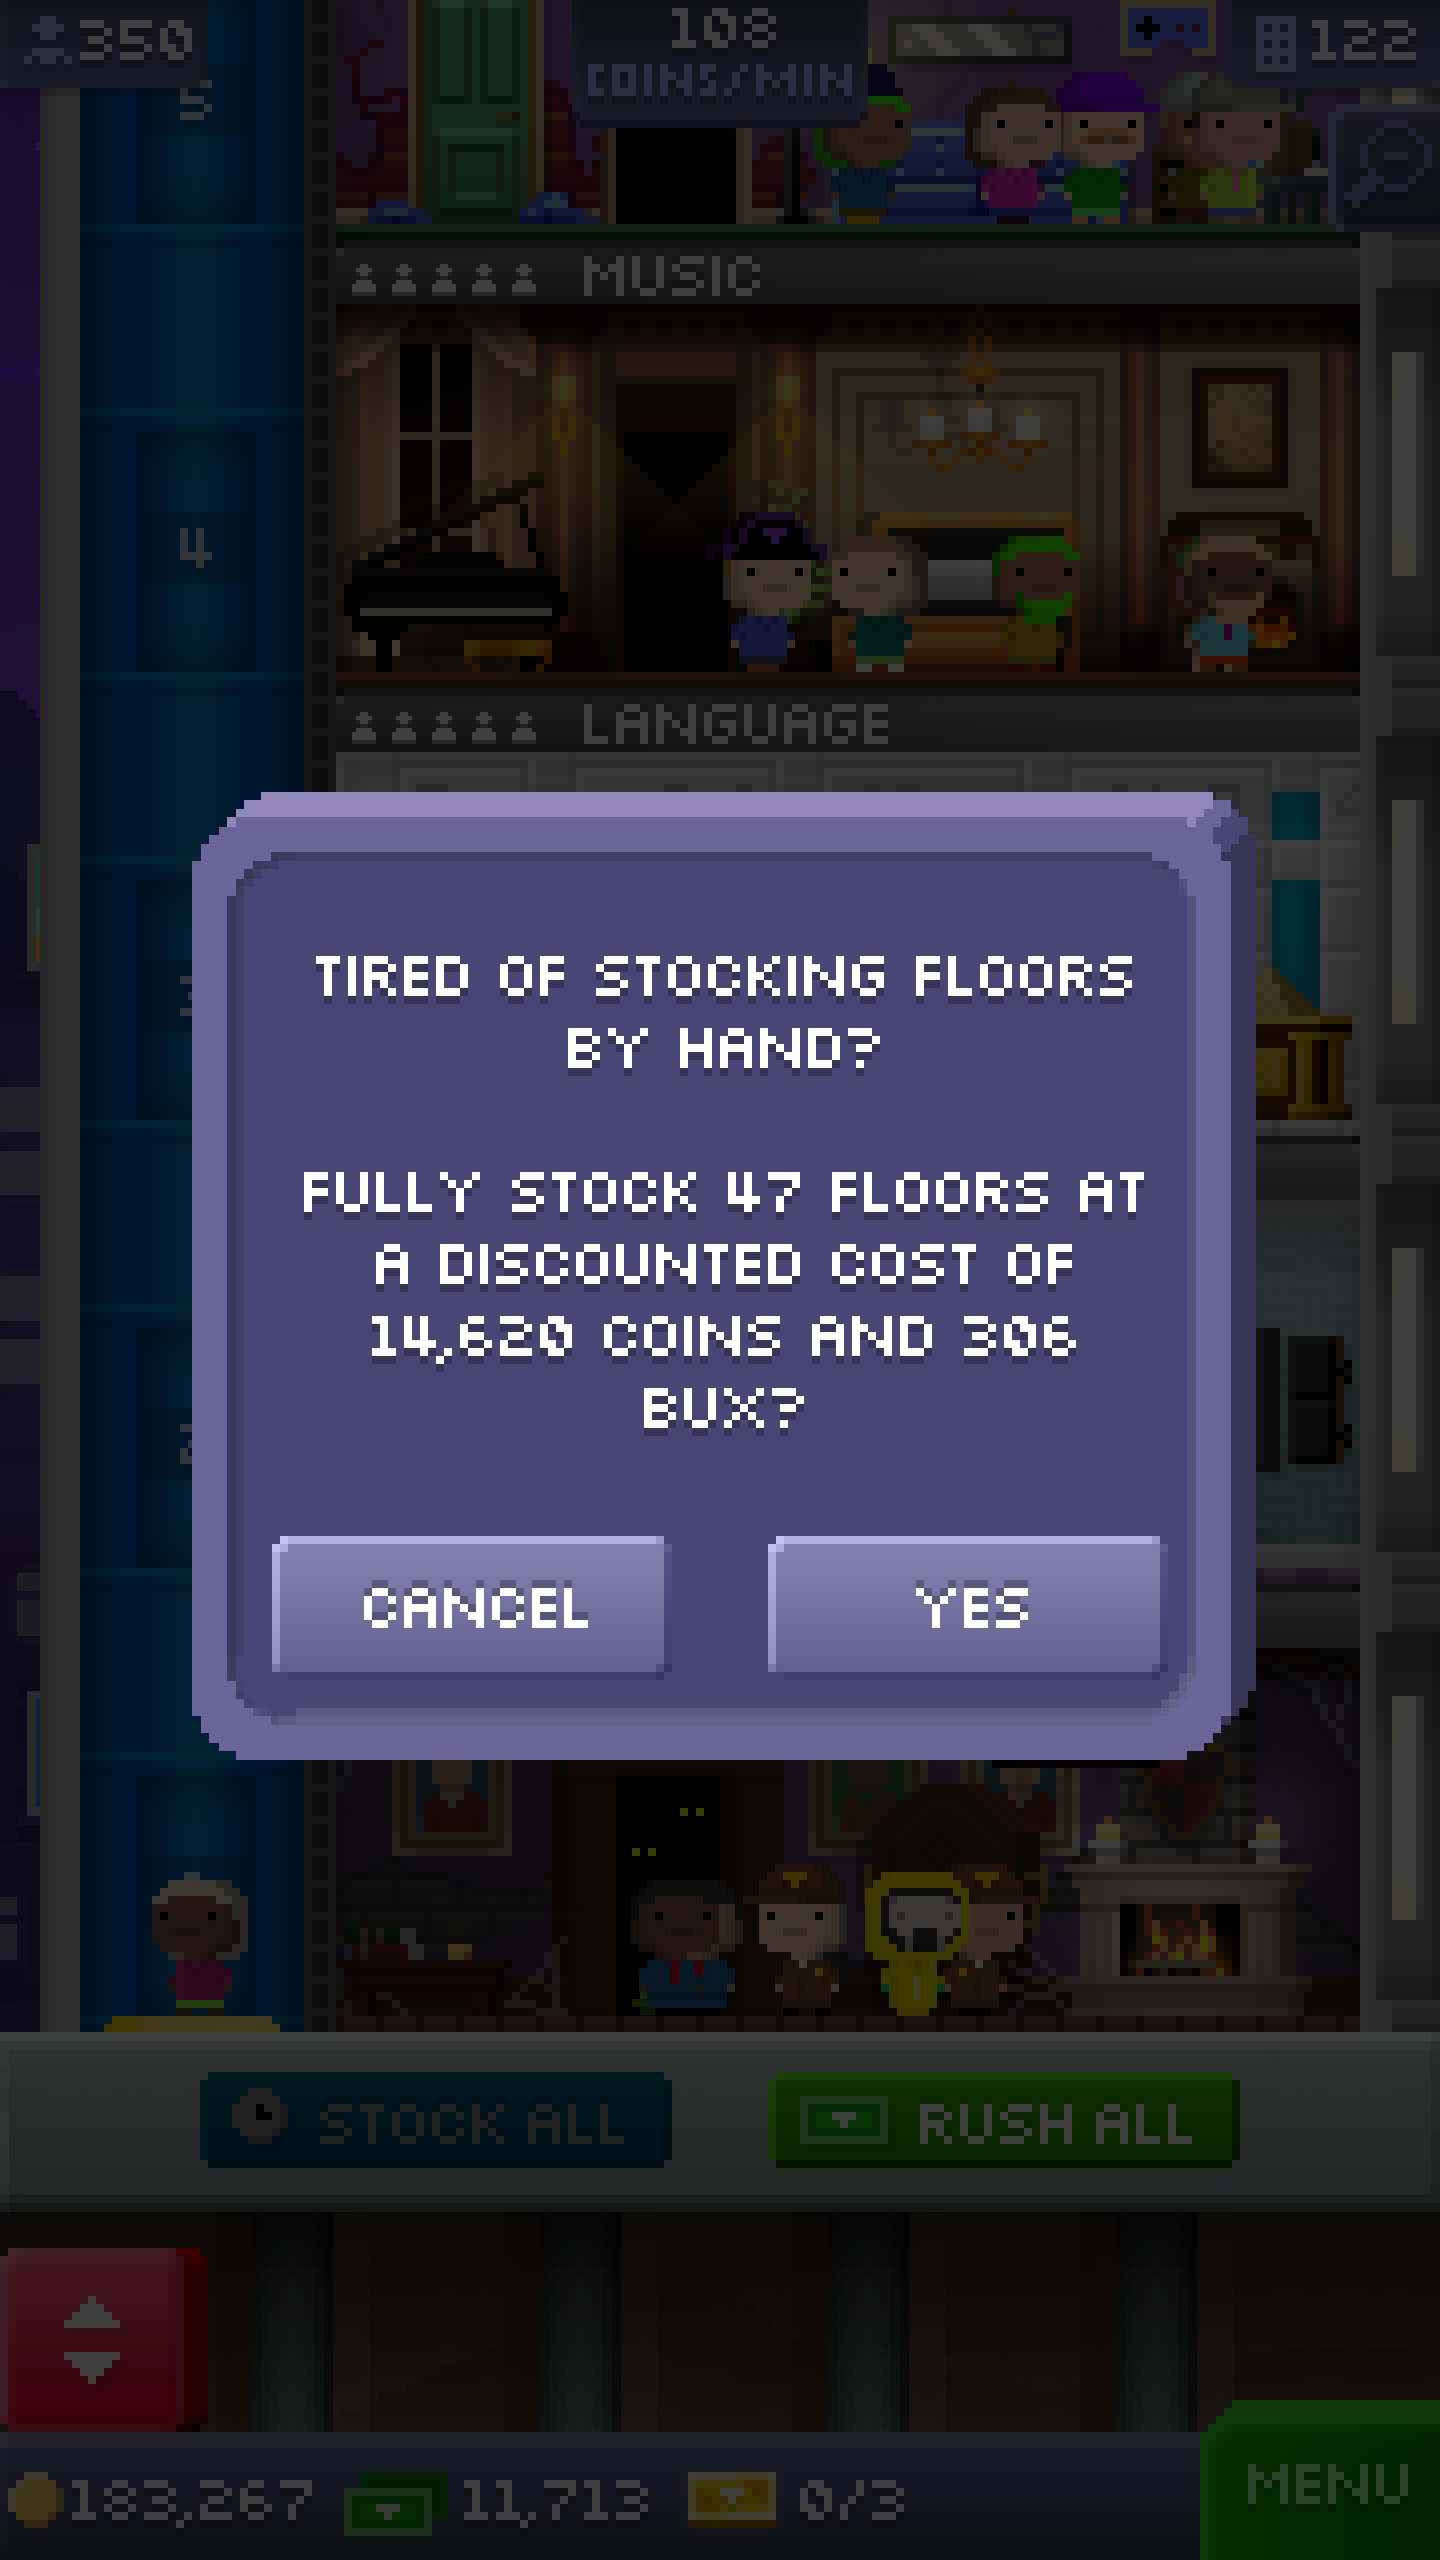 350
108
COINS/MIN
122
5
MUSIC
4
LANGUAGE
TIRED OF STOCKING FLOORS
BY HAND?
FULLY STOCK 47 FLOORS AT
A DISCOUNTED COST OF
14,620 COINS AND 306
BUX?
CANCEL
YES
STOCK ALL
RUSH ALL
183,267
11,713
0/3
MENU